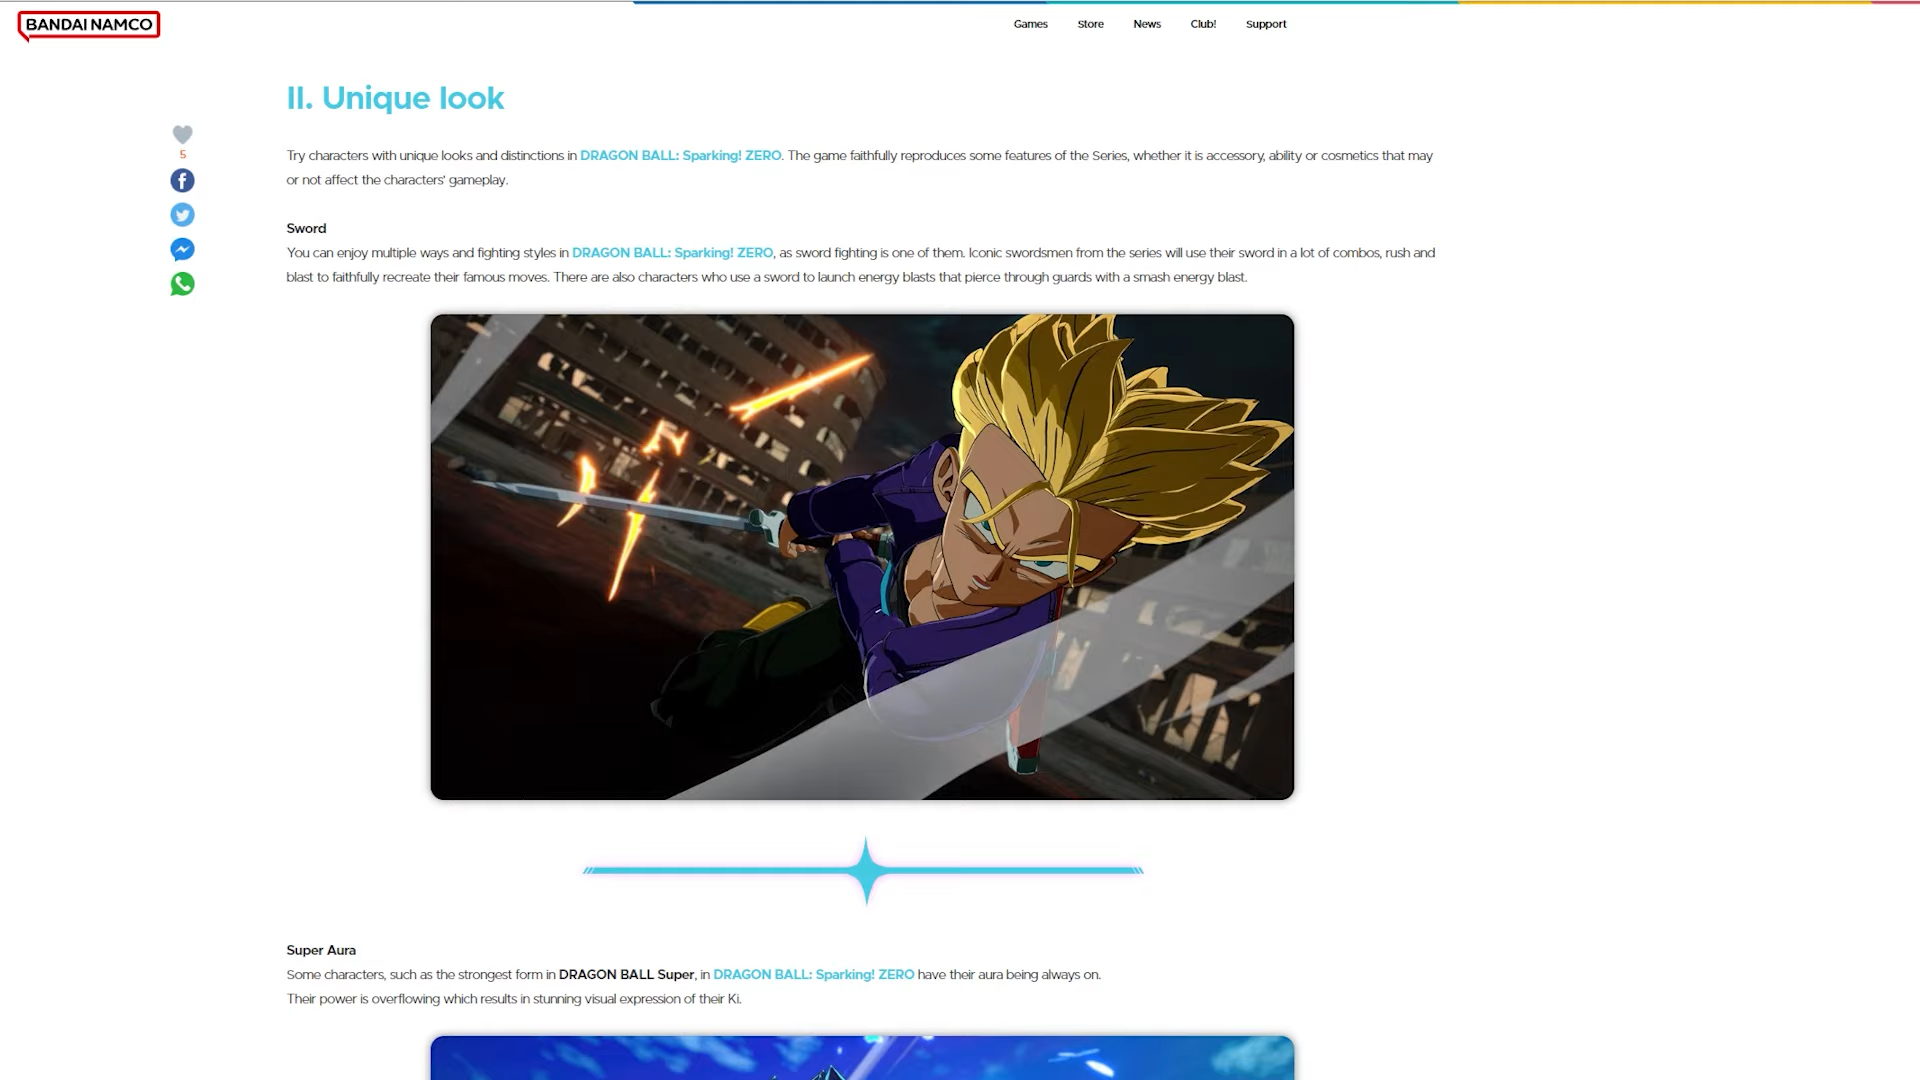 BANDAI NAMCO
Games
Store
News
Club!
Support
II. Unique look
5
Try characters with unique looks and distinctions in DRAGON BALL: Sparking! ZERO. The game faithfully reproduces some features of the Series, whether it is accessory, ability or cosmetics that may
or not affect the characters' gameplay.
Sword
You can enjoy multiple ways and fighting styles in DRAGON BALL: Sparking! ZERO, as sword fighting is one of them. Iconic swordsmen from the series will use their sword in a lot of combos, rush and
blast to faithfully recreate their famous moves. There are also characters who use a sword to launch energy blasts that pierce through guards with a smash energy blast.
Super Aura
Some characters, such as the strongest form in DRAGON BALL Super, in DRAGON BALL: Sparking! ZERO have their aura being always on.
Their power is overflowing which results in stunning visual expression of their Ki.